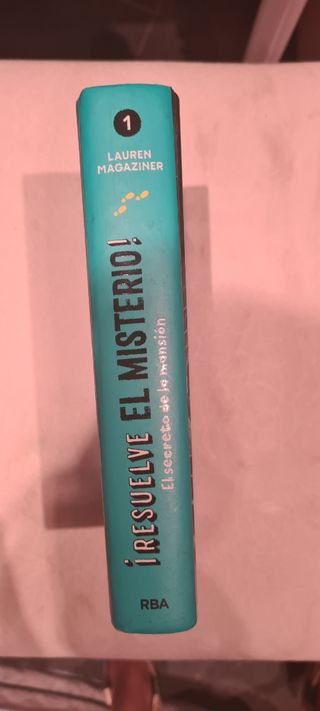 1
LAUREN
MAGAZINER
¡RESUELVE EL MISTERIO!
El secreto de la mansión
RBA